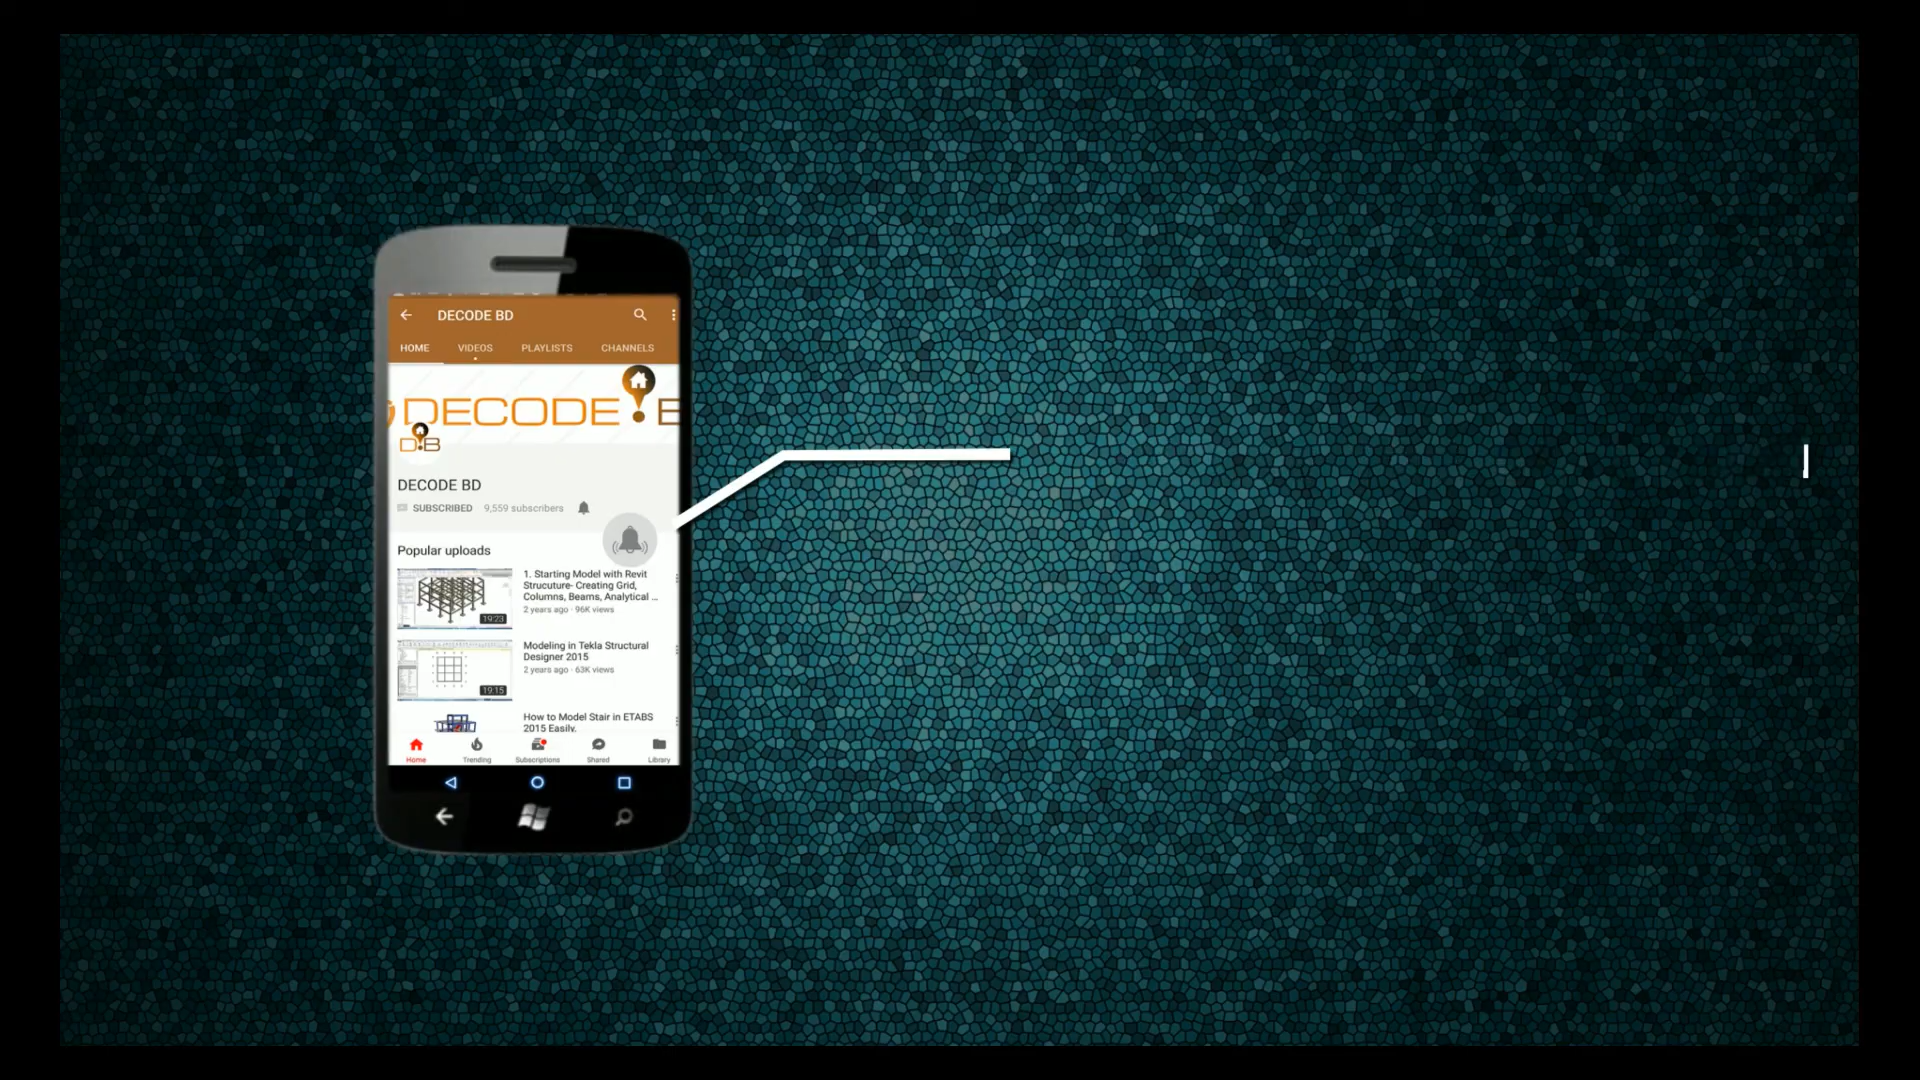 DECODE BD
HOME VIDEOS PLAYLISTS CHANNELS
DECODE B
D B
DECODE BD
SUBSCRIBED 9,559 subscribers
Popular uploads
1. Starting Model with Revit
Strucuture- Creating Grid,
Columns, Beams, Analytical ...
2 years ago · 96K views
19:23
Modeling in Tekla Structural
Designer 2015
2 years ago · 63K views
19:15
How to Model Stair in ETABS
2015 Easily.
Home Trending Subscriptions Shared Library